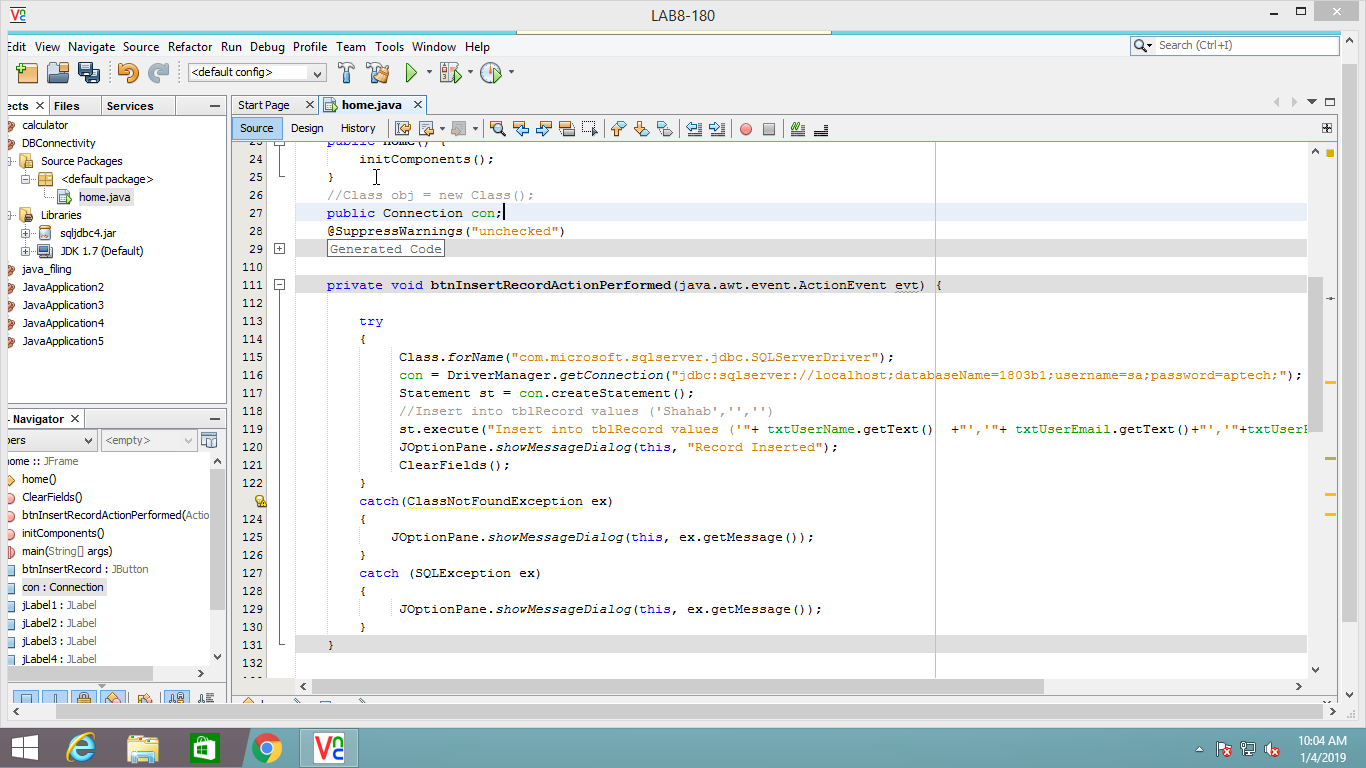 LAB8-180
Edit View Navigate Source Refactor Run Debug Profile Team Tools Window Help
Search (Ctrl+I)
<default config>
Files Services
Start Page home.java
Source Design History
calculator
DBConnectivity
Source Packages
<default package>
home.java
Libraries
sqljdbc4.jar
JDK 1.7 (Default)
java_filing
JavaApplication2
JavaApplication3
JavaApplication4
JavaApplication5
- Navigator
<empty>
home :: JFrame
home()
ClearFields()
btnInsertRecordActionPerformed(Actio
initComponents()
main(String[] args)
btnInsertRecord : JButton
con : Connection
jLabel1 : JLabel
jLabel2 : JLabel
jLabel3 : JLabel
jLabel4 : JLabel
23 public home() {
24 initComponents();
25 }
26 //Class obj = new Class();
27 public Connection con;
28 @SuppressWarnings("unchecked")
29 Generated Code
110
111 private void btnInsertRecordActionPerformed(java.awt.event.ActionEvent evt) {
112
113 try
114 {
115 Class.forName("com.microsoft.sqlserver.jdbc.SQLServerDriver");
116 con = DriverManager.getConnection("jdbc:sqlserver://localhost;databaseName=1803b1;username=sa;password=aptech;");
117 Statement st = con.createStatement();
118 //Insert into tblRecord values ('Shahab','','')
119 st.execute("Insert into tblRecord values ('"+ txtUserName.getText() +"','"+ txtUserEmail.getText()+"','"+txtUser
120 JOptionPane.showMessageDialog(this, "Record Inserted");
121 ClearFields();
122 }
catch(ClassNotFoundException ex)
124 {
125 JOptionPane.showMessageDialog(this, ex.getMessage());
126 }
127 catch (SQLException ex)
128 {
129 JOptionPane.showMessageDialog(this, ex.getMessage());
130 }
131 }
132
10:04 AM
1/4/2019